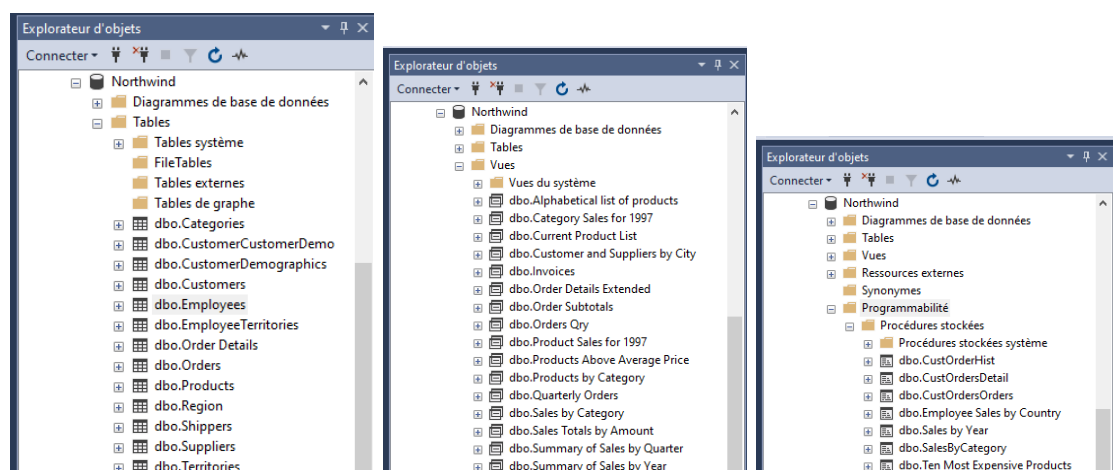 Explorateur d'objets
Connecter
Northwind
Diagrammes de base de données
Tables
Tables système
FileTables
Tables externes
Tables de graphe
dbo.Categories
dbo.CustomerCustomerDemo
dbo.CustomerDemographics
dbo.Customers
dbo.Employees
dbo.EmployeeTerritories
dbo.Order Details
dbo.Orders
dbo.Products
dbo.Region
dbo.Shippers
dbo.Suppliers
dbo.Territories
Explorateur d'objets
Connecter
Northwind
Diagrammes de base de données
Tables
Vues
Vues du système
dbo.Alphabetical list of products
dbo.Category Sales for 1997
dbo.Current Product List
dbo.Customer and Suppliers by City
dbo.Invoices
dbo.Order Details Extended
dbo.Order Subtotals
dbo.Orders Qry
dbo.Product Sales for 1997
dbo.Products Above Average Price
dbo.Products by Category
dbo.Quarterly Orders
dbo.Sales by Category
dbo.Sales Totals by Amount
dbo.Summary of Sales by Quarter
dbo.Summary of Sales by Year
Explorateur d'objets
Connecter
Northwind
Diagrammes de base de données
Tables
Vues
Ressources externes
Synonymes
Programmabilité
Procédures stockées
Procédures stockées système
dbo.CustOrderHist
dbo.CustOrdersDetail
dbo.CustOrdersOrders
dbo.Employee Sales by Country
dbo.Sales by Year
dbo.SalesByCategory
dbo.Ten Most Expensive Products